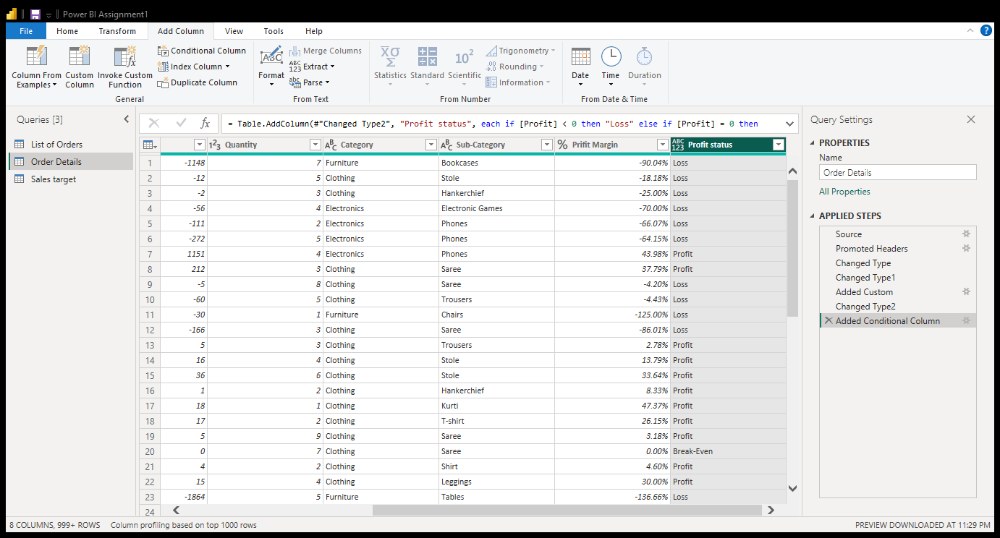 Power BI Assignment1
File Home Transform Add Column View Tools Help
Column From Examples
Custom Column
Invoke Custom Function
Conditional Column
Index Column
Duplicate Column
General
ABC
Format
Merge Columns
ABC 123 Extract
abc Parse
From Text
XΣ Statistics
Standard
10² Scientific
Trigonometry
.00 →.0 Rounding
Information
From Number
Date
Time
Duration
From Date & Time
Queries [3]
List of Orders
Order Details
Sales target
fx = Table.AddColumn(#"Changed Type2", "Profit status", each if [Profit] < 0 then "Loss" else if [Profit] = 0 then
123 Quantity ABC Category ABC Sub-Category % Prifit Margin ABC 123 Profit status
1 -1148 7 Furniture Bookcases -90.04% Loss
2 -12 5 Clothing Stole -18.18% Loss
3 -2 3 Clothing Hankerchief -25.00% Loss
4 -56 4 Electronics Electronic Games -70.00% Loss
5 -111 2 Electronics Phones -66.07% Loss
6 -272 5 Electronics Phones -64.15% Loss
7 1151 4 Electronics Phones 43.98% Profit
8 212 3 Clothing Saree 37.79% Profit
9 -5 8 Clothing Saree -4.20% Loss
10 -60 5 Clothing Trousers -4.43% Loss
11 -30 1 Furniture Chairs -125.00% Loss
12 -166 3 Clothing Saree -86.01% Loss
13 5 3 Clothing Trousers 2.78% Profit
14 16 4 Clothing Stole 13.79% Profit
15 36 6 Clothing Stole 33.64% Profit
16 1 2 Clothing Hankerchief 8.33% Profit
17 18 1 Clothing Kurti 47.37% Profit
18 17 2 Clothing T-shirt 26.15% Profit
19 5 9 Clothing Saree 3.18% Profit
20 0 7 Clothing Saree 0.00% Break-Even
21 4 2 Clothing Shirt 4.60% Profit
22 15 4 Clothing Leggings 30.00% Profit
23 -1864 5 Furniture Tables -136.66% Loss
24
Query Settings
PROPERTIES
Name
Order Details
All Properties
APPLIED STEPS
Source
Promoted Headers
Changed Type
Changed Type1
Added Custom
Changed Type2
Added Conditional Column
8 COLUMNS, 999+ ROWS Column profiling based on top 1000 rows
PREVIEW DOWNLOADED AT 11:29 PM